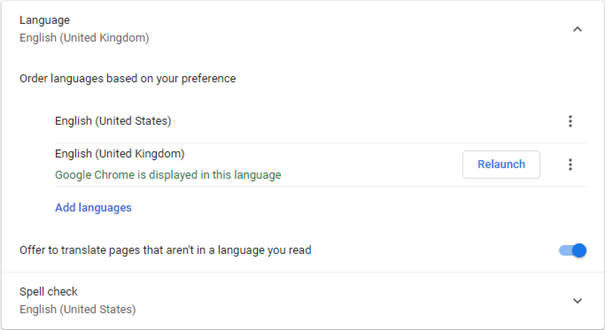 Language
English (United Kingdom)
Order languages based on your preference
English (United States)
English (United Kingdom)
Google Chrome is displayed in this language
Relaunch
Add languages
Offer to translate pages that aren't in a language you read
Spell check
English (United States)